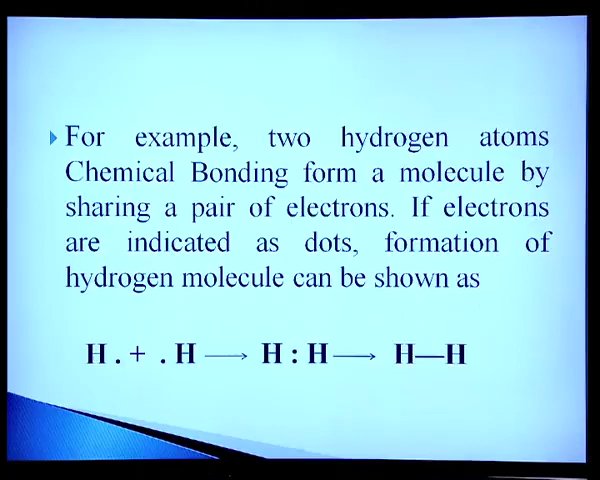 For example, two hydrogen atoms
Chemical Bonding form a molecule by
sharing a pair of electrons. If electrons
are indicated as dots, formation of
hydrogen molecule can be shown as
H . + . H ⟶ H : H ⟶ H—H